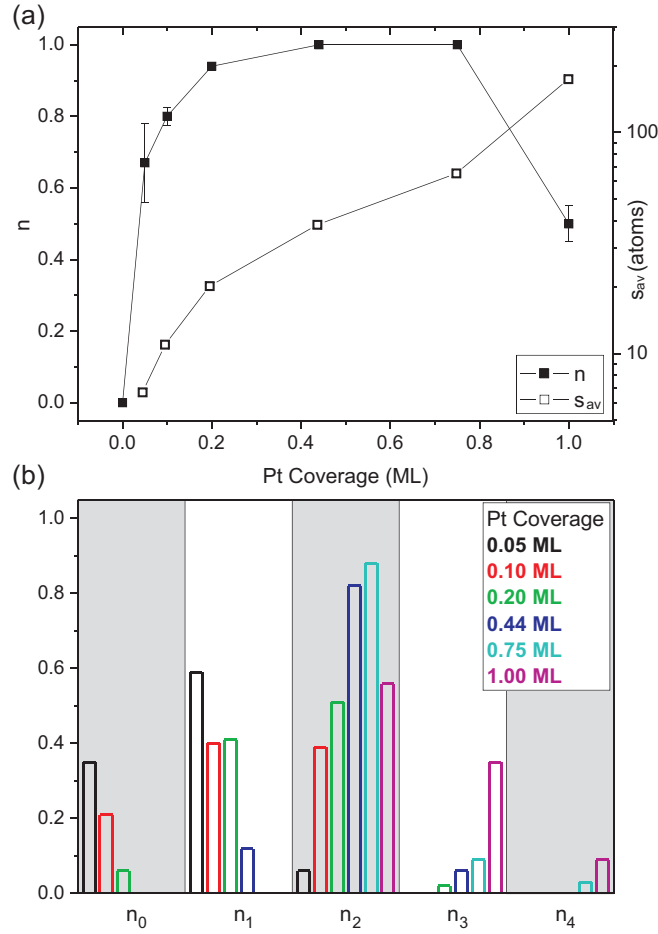 (a)
1.0
0.8
0.6
0.4
0.2
0.0
n
100
10
s_av (atoms)
n
s_av
0.0 0.2 0.4 0.6 0.8 1.0
Pt Coverage (ML)
(b)
1.0
0.8
0.6
0.4
0.2
0.0
Pt Coverage
0.05 ML
0.10 ML
0.20 ML
0.44 ML
0.75 ML
1.00 ML
n_0 n_1 n_2 n_3 n_4